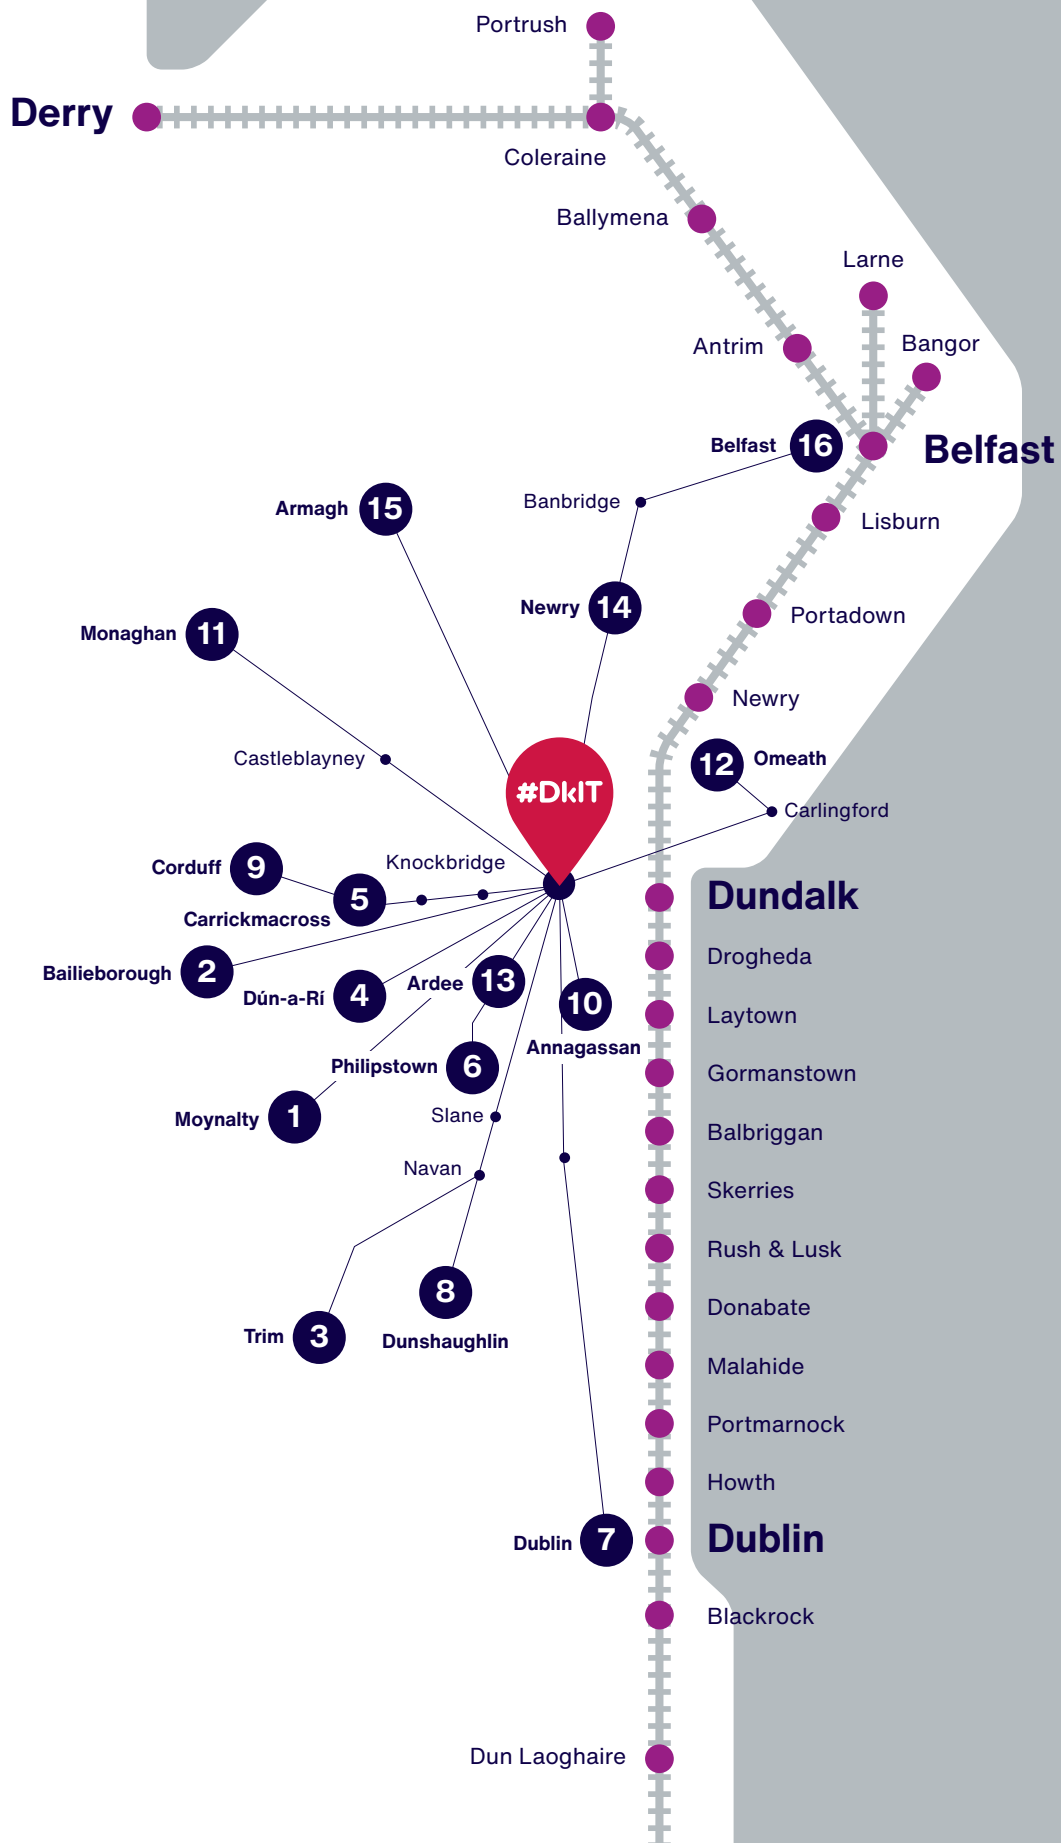 Portrush
Derry
Coleraine
Ballymena
Larne
Antrim
Bangor
Belfast 16
Belfast
Banbridge
Armagh 15
Lisburn
Newry 14
Portadown
Monaghan 11
Newry
Castleblayney
12 Omeath
#DkIT
Carlingford
Knockbridge
Corduff 9
5
Carrickmacross
Dundalk
Bailieborough 2
Drogheda
Dún-a-Rí 4
Ardee 13
10
Annagassan
Laytown
Philipstown 6
Gormanstown
Moynalty 1
Slane
Balbriggan
Navan
Skerries
Rush & Lusk
8
Dunshaughlin
Donabate
Trim 3
Malahide
Portmarnock
Howth
Dublin 7
Dublin
Blackrock
Dun Laoghaire